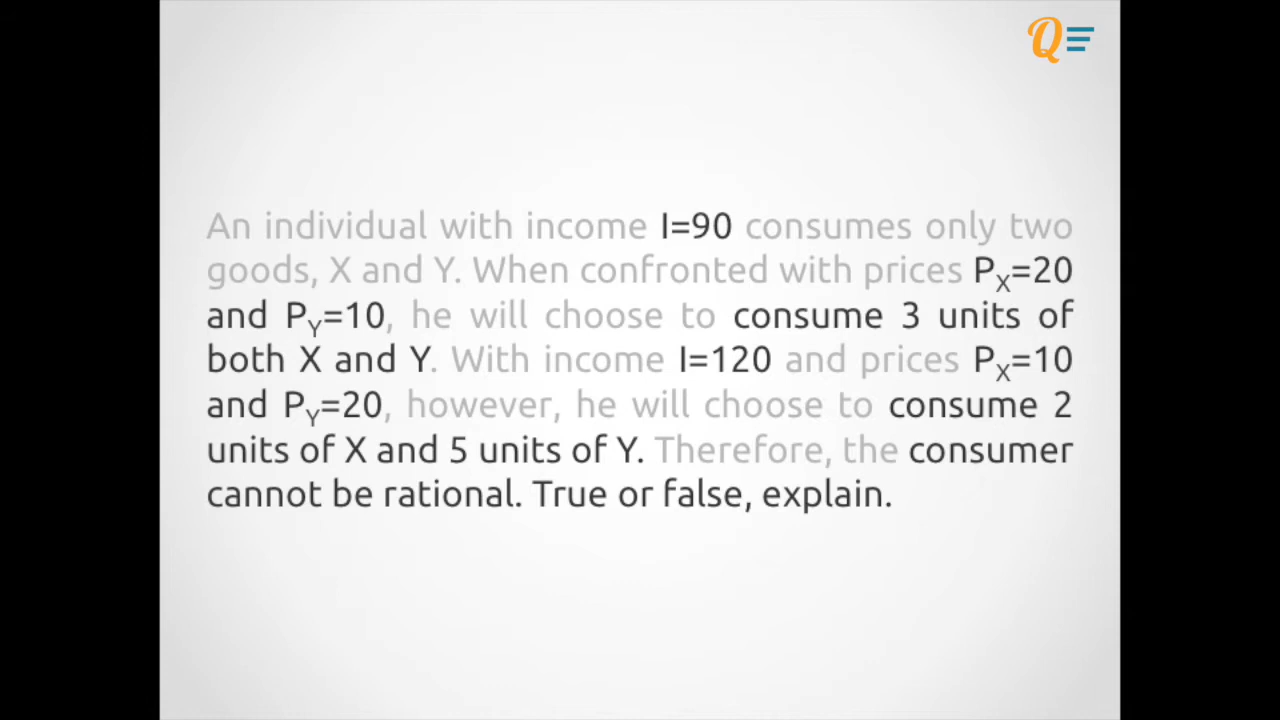 Q
An individual with income I=90 consumes only two
goods, X and Y. When confronted with prices PX=20
and PY=10, he will choose to consume 3 units of
both X and Y. With income I=120 and prices PX=10
and PY=20, however, he will choose to consume 2
units of X and 5 units of Y. Therefore, the consumer
cannot be rational. True or false, explain.